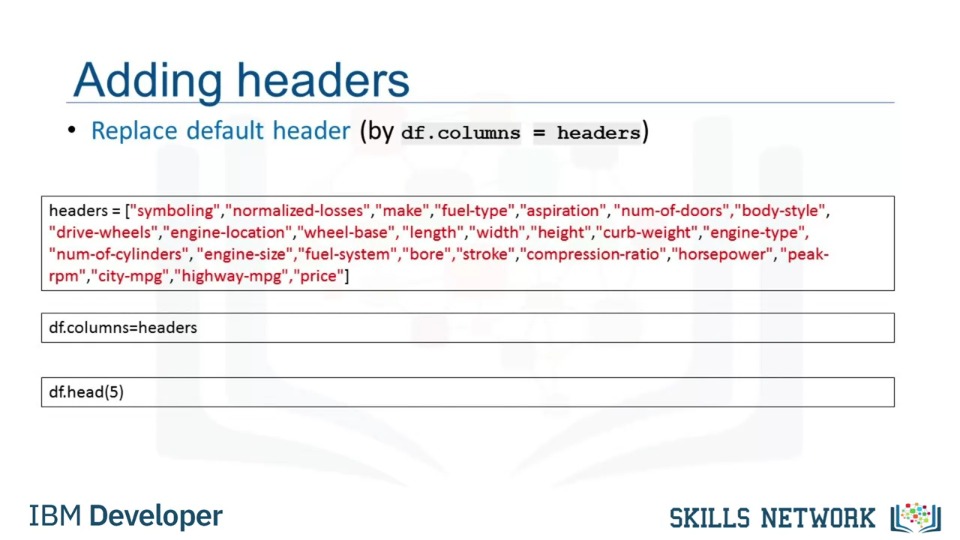 Adding headers
• Replace default header (by df.columns = headers)
headers = ["symboling","normalized-losses","make","fuel-type","aspiration", "num-of-doors","body-style",
"drive-wheels","engine-location","wheel-base", "length","width","height","curb-weight","engine-type",
"num-of-cylinders", "engine-size","fuel-system","bore","stroke","compression-ratio","horsepower", "peak-
rpm","city-mpg","highway-mpg","price"]
df.columns=headers
df.head(5)
IBM Developer
SKILLS NETWORK